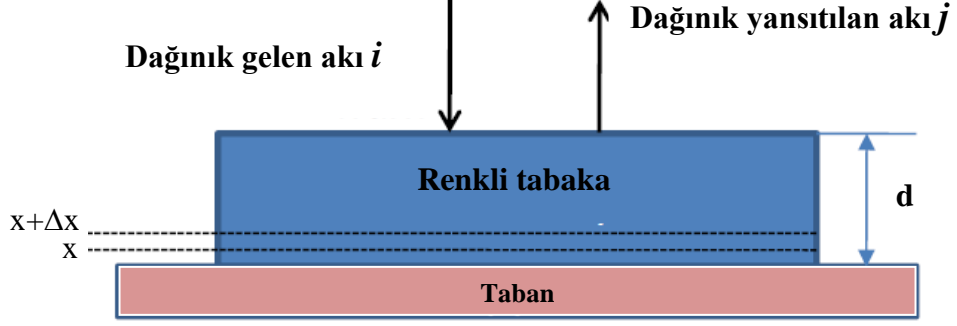 Dağınık yansıtılan akı j
Dağınık gelen akı i
Renkli tabaka
d
x+Δx
x
Taban